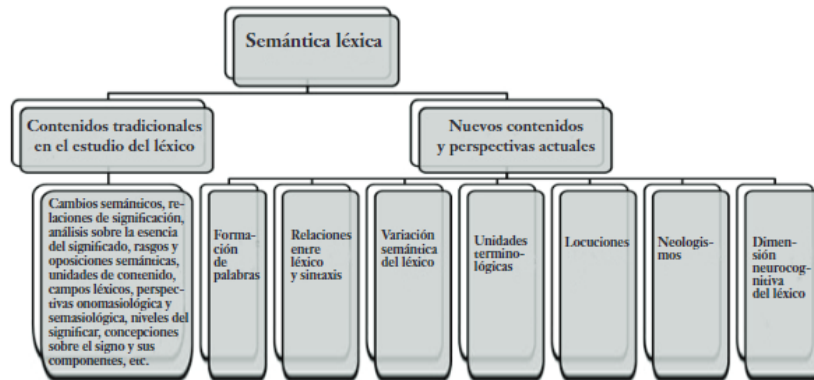 Semántica léxica
Contenidos tradicionales
en el estudio del léxico
Nuevos contenidos
y perspectivas actuales
Cambios semánticos, re-
laciones de significación,
análisis sobre la esencia
del significado, rasgos y
oposiciones semánticas,
unidades de contenido,
campos léxicos, perspec-
tivas onomasiológica y
semasiológica, niveles del
significar, concepciones
sobre el signo y sus
componentes, etc.
Forma-
ción
de
palabras
Relaciones
entre
léxico
y sintaxis
Variación
semántica
del léxico
Unidades
termino-
lógicas
Locuciones
Neologis-
mos
Dimen-
sión
neurocog-
nitiva
del léxico